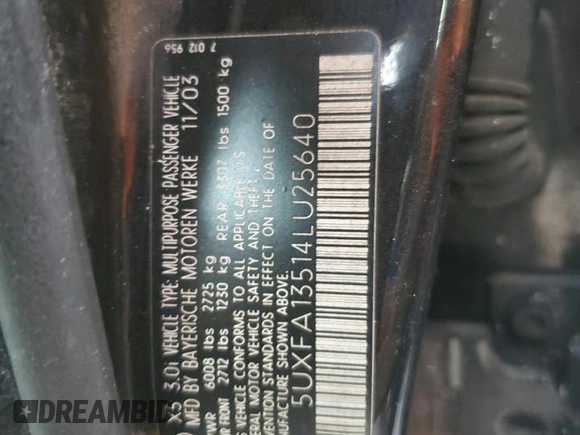 7 012 956
X5 3.0i VEHICLE TYPE: MULTIPURPOSE PASSENGER VEHICLE
MFD BY BAYERISCHE MOTOREN WERKE 11/03
GVWR 6008 lbs 2725 kg
FRONT 2712 lbs 1230 kg REAR 3307 lbs 1500 kg
VEHICLE CONFORMS TO ALL APPLICABLE
MOTOR VEHICLE SAFETY AND THEFT
PREVENTION STANDARDS IN EFFECT ON THE DATE OF
MANUFACTURE SHOWN ABOVE.
5UXFA13514LU25640
DREAMBID